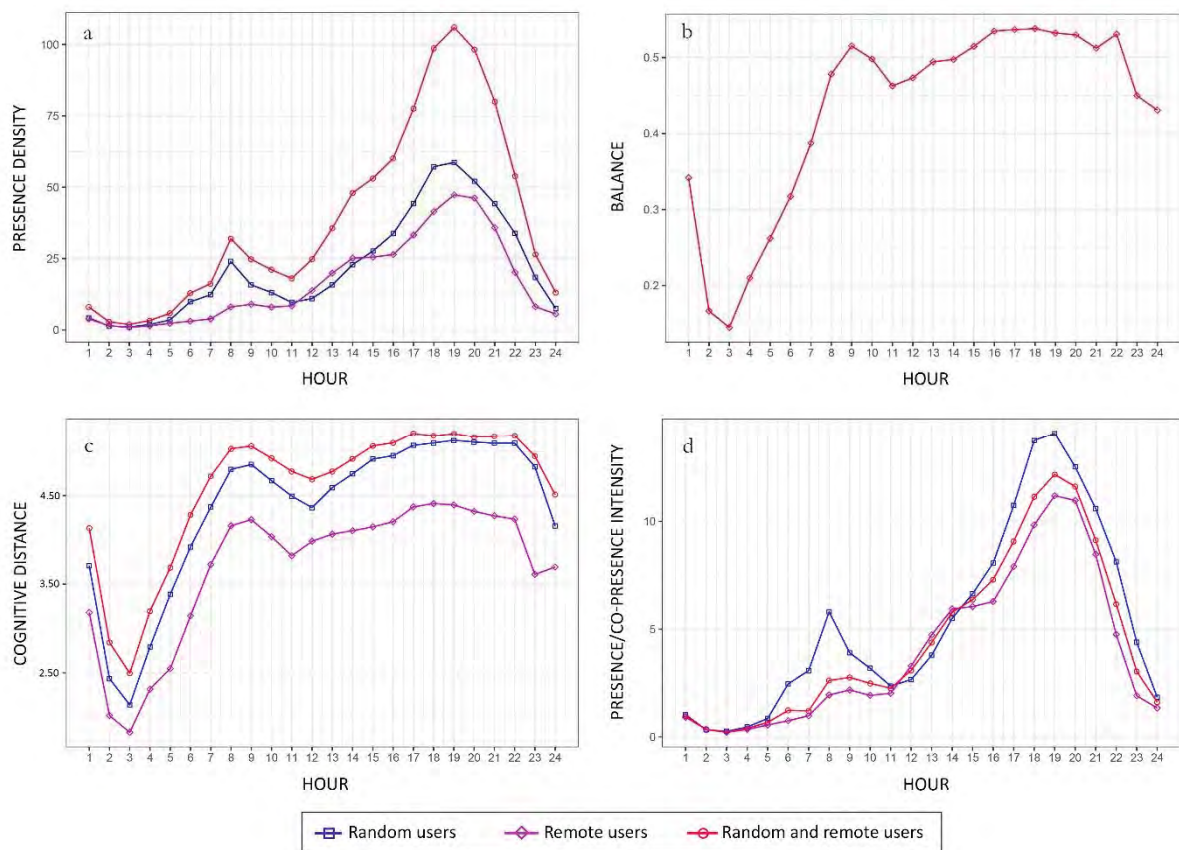 a
PRESENCE DENSITY
100
75
50
25
0
1 2 3 4 5 6 7 8 9 10 11 12 13 14 15 16 17 18 19 20 21 22 23 24
HOUR
b
BALANCE
0.5
0.4
0.3
0.2
1 2 3 4 5 6 7 8 9 10 11 12 13 14 15 16 17 18 19 20 21 22 23 24
HOUR
c
COGNITIVE DISTANCE
4.50
3.50
2.50
1 2 3 4 5 6 7 8 9 10 11 12 13 14 15 16 17 18 19 20 21 22 23 24
HOUR
d
PRESENCE/CO-PRESENCE INTENSITY
10
5
0
1 2 3 4 5 6 7 8 9 10 11 12 13 14 15 16 17 18 19 20 21 22 23 24
HOUR
Random users Remote users Random and remote users